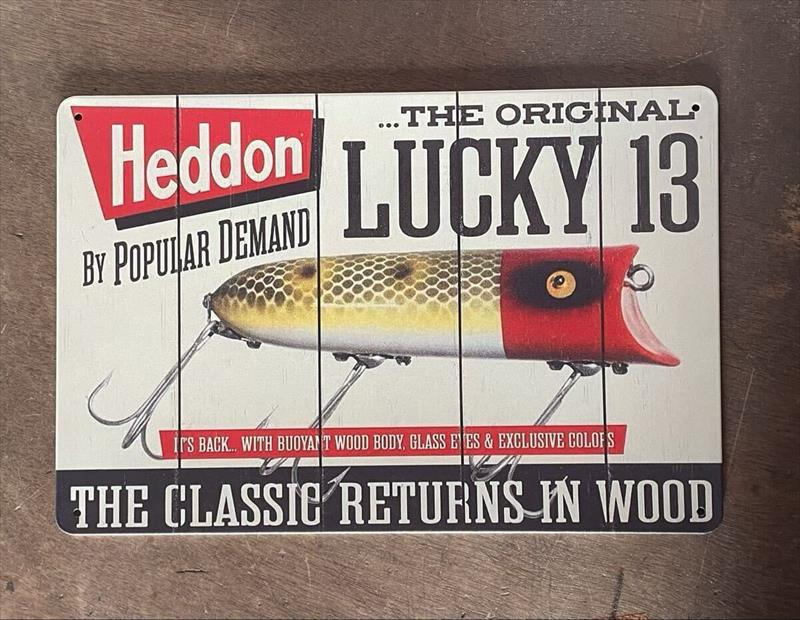 Heddon
BY POPULAR DEMAND
...THE ORIGINAL
LUCKY 13
IT'S BACK... WITH BUOYANT WOOD BODY, GLASS EYES & EXCLUSIVE COLORS
THE CLASSIC RETURNS IN WOOD